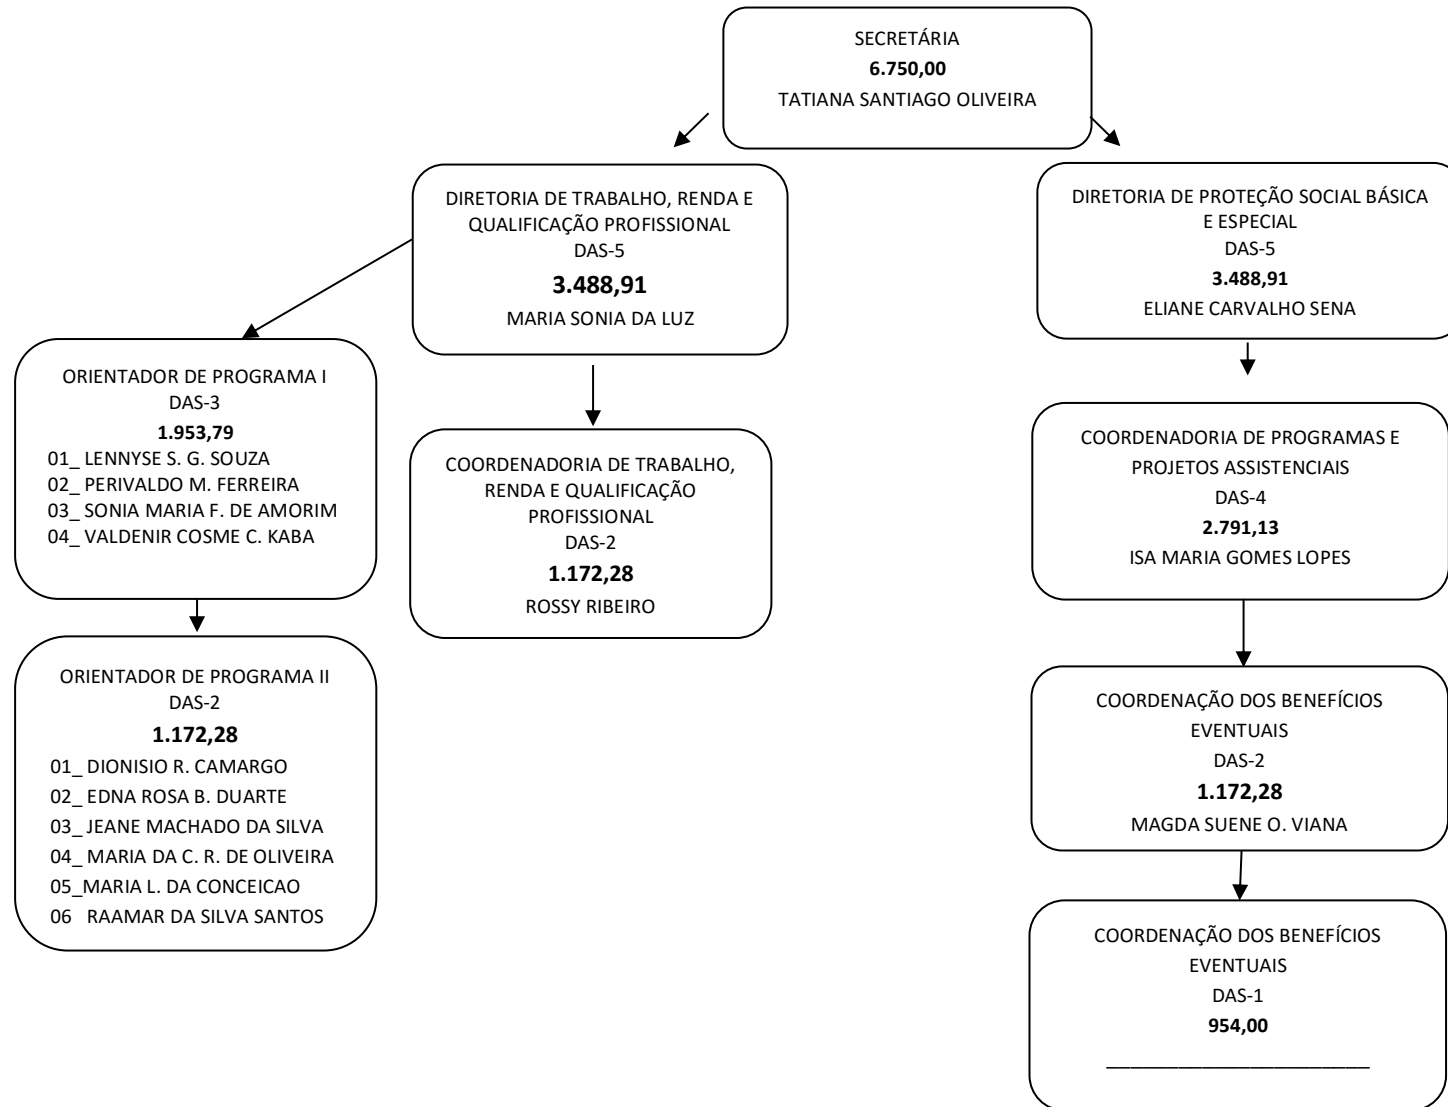 SECRETÁRIA
6.750,00
TATIANA SANTIAGO OLIVEIRA
DIRETORIA DE TRABALHO, RENDA E
QUALIFICAÇÃO PROFISSIONAL
DAS-5
3.488,91
MARIA SONIA DA LUZ
DIRETORIA DE PROTEÇÃO SOCIAL BÁSICA
E ESPECIAL
DAS-5
3.488,91
ELIANE CARVALHO SENA
ORIENTADOR DE PROGRAMA I
DAS-3
1.953,79
01_ LENNYSE S. G. SOUZA
02_ PERIVALDO M. FERREIRA
03_ SONIA MARIA F. DE AMORIM
04_ VALDENIR COSME C. KABA
COORDENADORIA DE TRABALHO,
RENDA E QUALIFICAÇÃO
PROFISSIONAL
DAS-2
1.172,28
ROSSY RIBEIRO
COORDENADORIA DE PROGRAMAS E
PROJETOS ASSISTENCIAIS
DAS-4
2.791,13
ISA MARIA GOMES LOPES
ORIENTADOR DE PROGRAMA II
DAS-2
1.172,28
01_ DIONISIO R. CAMARGO
02_ EDNA ROSA B. DUARTE
03_ JEANE MACHADO DA SILVA
04_ MARIA DA C. R. DE OLIVEIRA
05_MARIA L. DA CONCEICAO
06 RAAMAR DA SILVA SANTOS
COORDENAÇÃO DOS BENEFÍCIOS
EVENTUAIS
DAS-2
1.172,28
MAGDA SUENE O. VIANA
COORDENAÇÃO DOS BENEFÍCIOS
EVENTUAIS
DAS-1
954,00
______________________